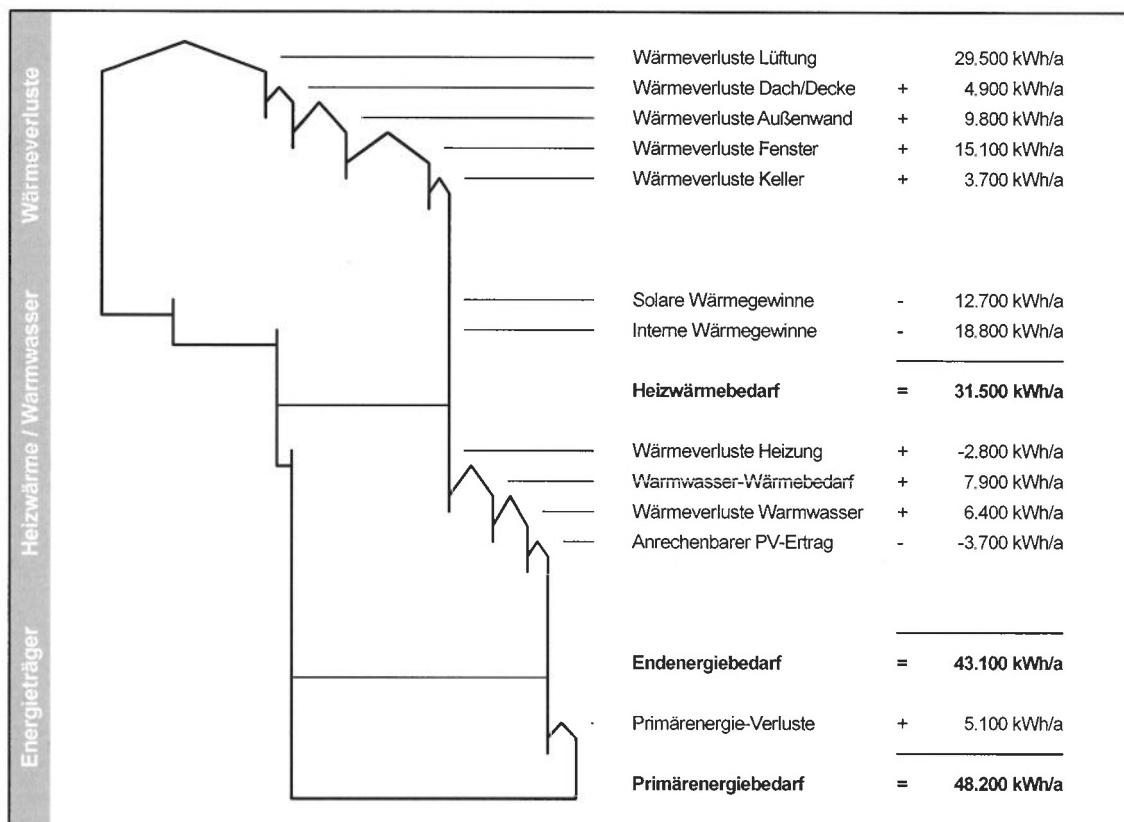 Wärmeverluste
Wärmeverluste Lüftung 29.500 kWh/a
Wärmeverluste Dach/Decke + 4.900 kWh/a
Wärmeverluste Außenwand + 9.800 kWh/a
Wärmeverluste Fenster + 15.100 kWh/a
Wärmeverluste Keller + 3.700 kWh/a
Heizwärme / Warmwasser
Solare Wärmegewinne - 12.700 kWh/a
Interne Wärmegewinne - 18.800 kWh/a
Heizwärmebedarf = 31.500 kWh/a
Wärmeverluste Heizung + -2.800 kWh/a
Warmwasser-Wärmebedarf + 7.900 kWh/a
Wärmeverluste Warmwasser + 6.400 kWh/a
Anrechenbarer PV-Ertrag - -3.700 kWh/a
Energieträger
Endenergiebedarf = 43.100 kWh/a
Primärenergie-Verluste + 5.100 kWh/a
Primärenergiebedarf = 48.200 kWh/a